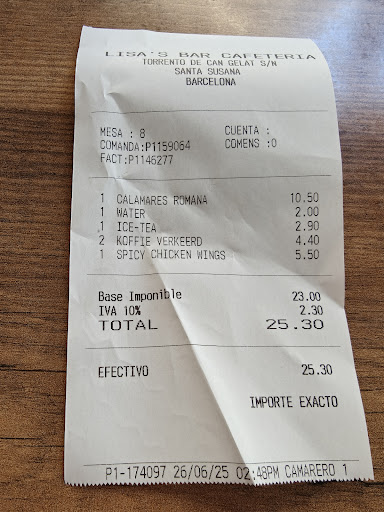 LISA'S BAR CAFETERIA
TORRENTO DE CAN GELAT S/N
SANTA SUSANA
BARCELONA
MESA : 8 CUENTA :
COMANDA:P1159064 COMENS :0
FACT:P1146277
1 CALAMARES ROMANA 10.50
1 WATER 2.00
1 ICE-TEA 2.90
2 KOFFIE VERKEERD 4.40
1 SPICY CHICKEN WINGS 5.50
Base Imponible 23.00
IVA 10% 2.30
TOTAL 25.30
EFECTIVO 25.30
IMPORTE EXACTO
P1-174097 26/06/25 02:48PM CAMARERO 1